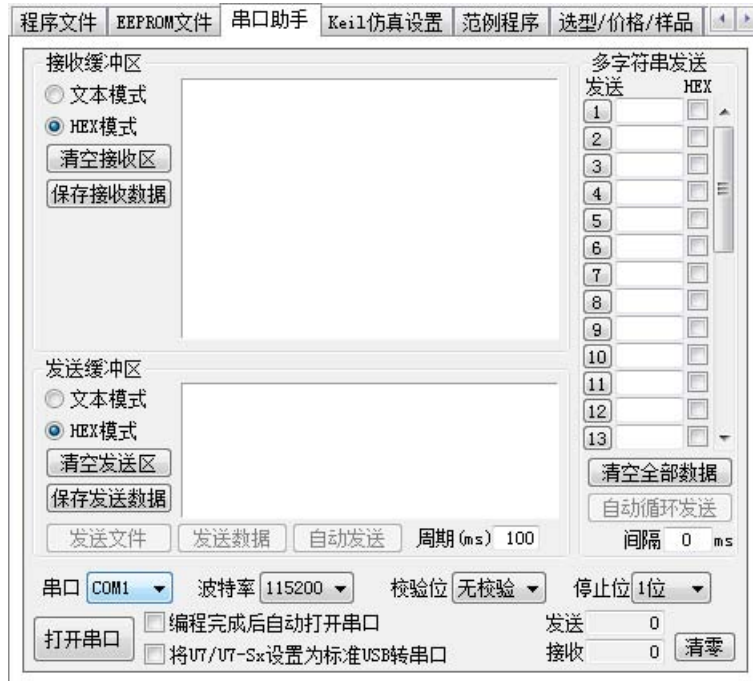 程序文件 EEPROM文件 串口助手 Keil仿真设置 范例程序 选型/价格/样品
接收缓冲区
文本模式
HEX模式
清空接收区
保存接收数据
多字符串发送
发送 HEX
1
2
3
4
5
6
7
8
9
10
11
12
13
发送缓冲区
文本模式
HEX模式
清空发送区
保存发送数据
发送文件 发送数据 自动发送 周期(ms) 100
清空全部数据
自动循环发送
间隔 0 ms
串口 COM1 波特率 115200 校验位 无校验 停止位 1位
打开串口
编程完成后自动打开串口
将U7/U7-Sx设置为标准USB转串口
发送 0
接收 0
清零